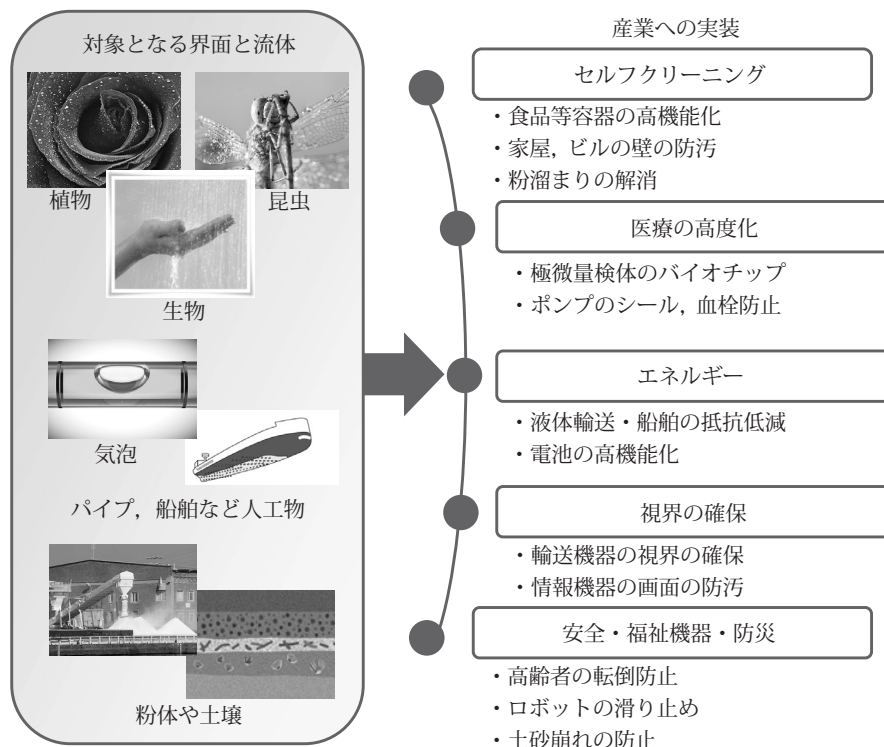 対象となる界面と流体
植物
昆虫
生物
気泡
パイプ，船舶など人工物
粉体や土壌
産業への実装
セルフクリーニング
・食品等容器の高機能化
・家屋，ビルの壁の防汚
・粉溜まりの解消
医療の高度化
・極微量検体のバイオチップ
・ポンプのシール，血栓防止
エネルギー
・液体輸送・船舶の抵抗低減
・電池の高機能化
視界の確保
・輸送機器の視界の確保
・情報機器の画面の防汚
安全・福祉機器・防災
・高齢者の転倒防止
・ロボットの滑り止め
・土砂崩れの防止